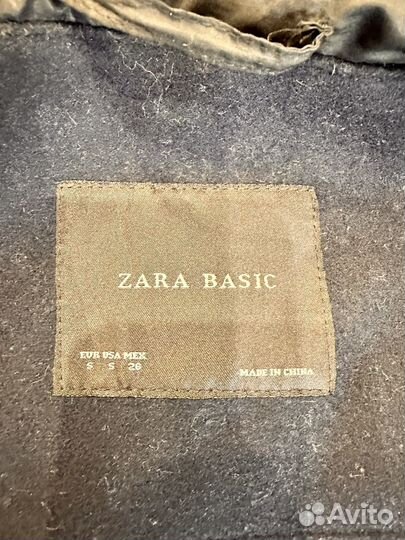 ZARA BASIC
EUR USA MEX
S S 26
MADE IN CHINA
Avito